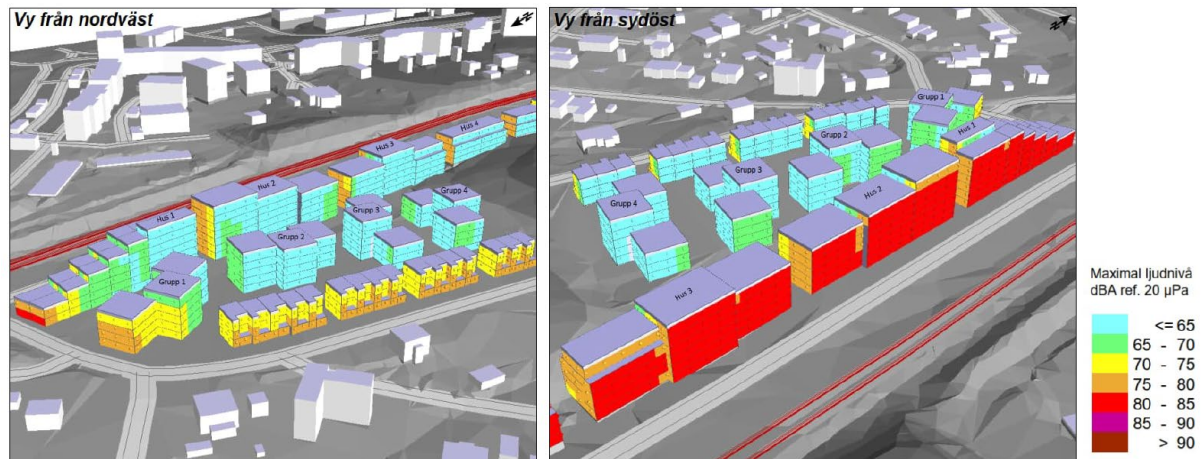 Vy från nordväst
N
Hus 4
Hus 3
Hus 2
Hus 1
Grupp 4
Grupp 3
Grupp 2
Grupp 1
Vy från sydöst
N
Grupp 1
Grupp 2
Hus 1
Grupp 3
Hus 2
Grupp 4
Hus 3
Maximal ljudnivå
dBA ref. 20 µPa
<= 65
65 - 70
70 - 75
75 - 80
80 - 85
85 - 90
> 90